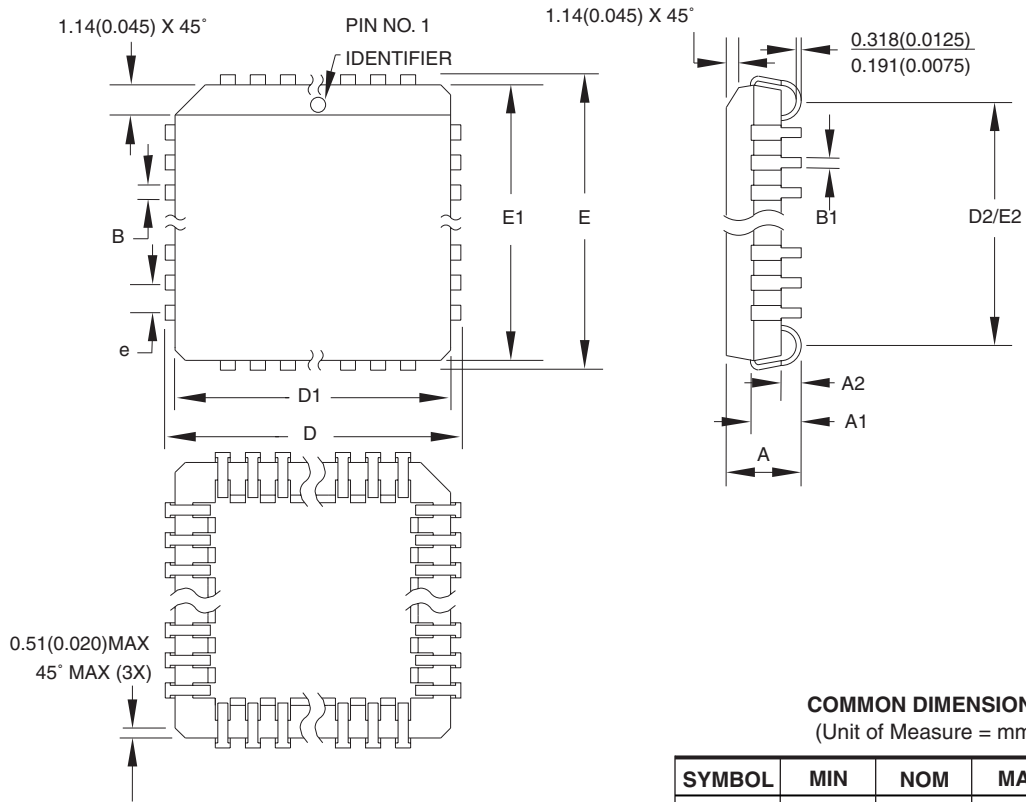 1.14(0.045) X 45˚
PIN NO. 1
IDENTIFIER
1.14(0.045) X 45˚
0.318(0.0125)
0.191(0.0075)
B
e
E1
E
B1
D2/E2
D1
D
A2
A1
A
0.51(0.020)MAX
45˚ MAX (3X)
COMMON DIMENSION
(Unit of Measure = mm
SYMBOL MIN NOM MA